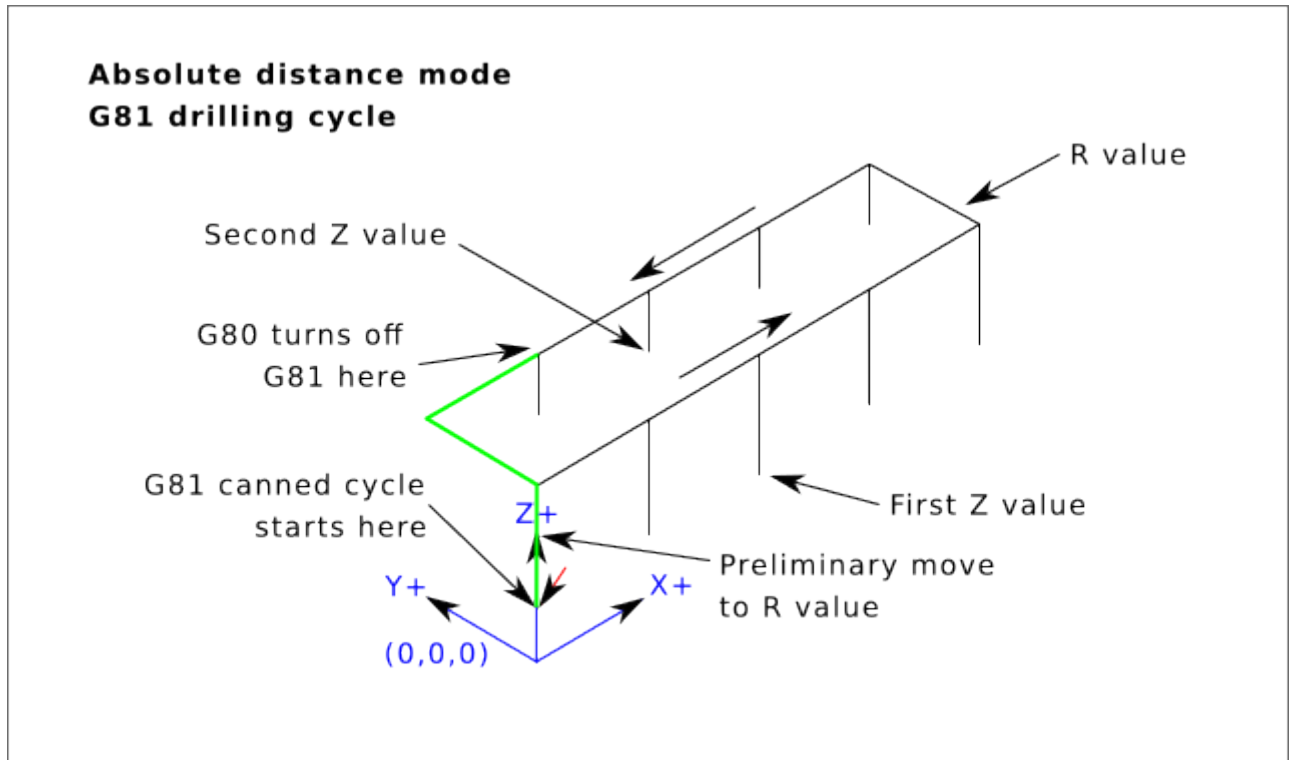 Absolute distance mode
G81 drilling cycle
R value
Second Z value
G80 turns off
G81 here
G81 canned cycle
starts here
Z+
First Z value
Preliminary move
to R value
Y+
X+
(0,0,0)